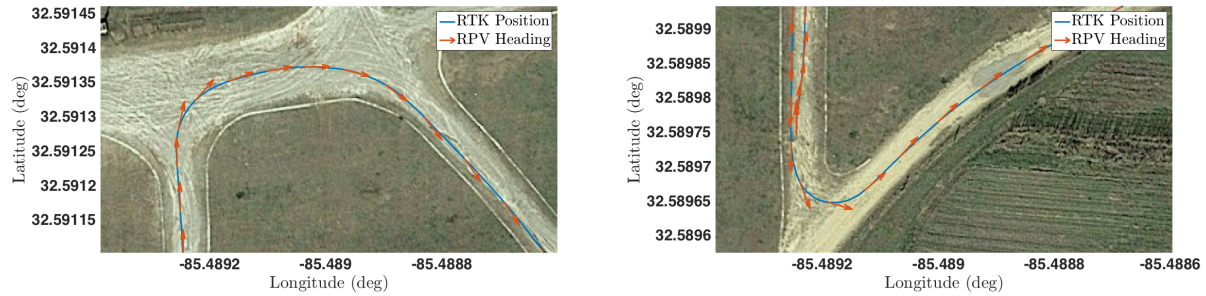 32.59145
32.5914
32.59135
32.5913
32.59125
32.5912
32.59115
Latitude (deg)
-85.4892
-85.489
-85.4888
Longitude (deg)
RTK Position
RPV Heading
32.5899
32.58985
32.5898
32.58975
32.5897
32.58965
32.5896
Latitude (deg)
-85.4892
-85.489
-85.4888
-85.4886
Longitude (deg)
RTK Position
RPV Heading